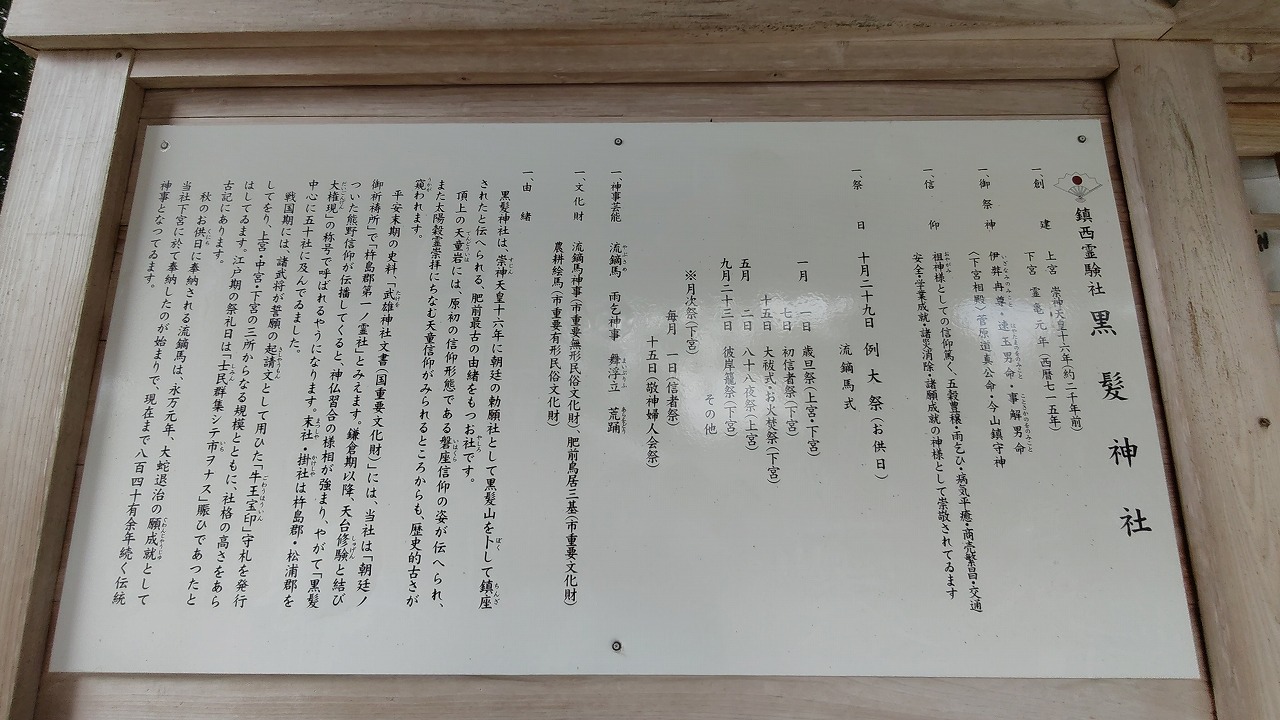 鎮西霊験社 黒髪神社
一、創建 上宮 崇神天皇十六年(約二千年前)
下宮 霊亀元年(西暦七一五年)
一、御祭神 伊弉冉尊・速玉男命・事解男命
(下宮相殿)菅原道真公命・今山鎮守神
一、信仰 祖神様としての信仰篤く、五穀豊穣・雨乞ひ・病気平癒・商売繁昌・交通
安全・学業成就・諸災消除・諸願成就の神様として崇敬されてゐます
一、祭日 十月二十九日 例大祭(お供日)
流鏑馬式
一月 一日 歳旦祭(上宮・下宮)
七日 初信者祭(下宮)
十五日 大祓式・お火焚祭(下宮)
五月 二日 八十八夜祭(上宮)
九月二十三日 彼岸籠祭(下宮)
その他
※月次祭(下宮)
毎月 一日(信者祭)
十五日(敬神婦人会祭)
一、神事芸能 流鏑馬 雨乞神事 舞浮立 荒踊
一、文化財 流鏑馬神事(市重要無形民俗文化財)、肥前鳥居三基(市重要文化財)
農耕絵馬(市重要有形民俗文化財)
一、由緒
黒髪神社は、崇神天皇十六年に朝廷の勅願社として黒髪山を卜して鎮座
されたと伝へられる、肥前最古の由緒をもつお社です。
頂上の天童岩には、原初の信仰形態である磐座信仰の姿が伝へられ、
また太陽穀霊崇拝にちなむ天童信仰がみられるところからも、歴史的古さが
窺われます。
平安末期の史料、「武雄神社文書(国重要文化財)」には、当社は「朝廷ノ
御祈祷所」で「杵島郡第一ノ霊社」とみえます。鎌倉期以降、天台修験と結び
ついた熊野信仰が伝播してくると、神仏習合の様相が強まり、やがて「黒髪
大権現」の称号で呼ばれるやうになります。末社・掛社は杵島郡・松浦郡を
中心に五十社に及んでゐました。
戦国期には、諸武将が誓願の起請文として用ひた「牛王宝印」守札を発行
してをり、上宮・中宮・下宮の三所からなる規模とともに、社格の高さをあら
はしてゐます。江戸期の祭礼日は「士民群集シテ市ヲナス」賑ひであつたと
古記にあります。
秋のお供日に奉納される流鏑馬は、永万元年、大蛇退治の願成就として
当社下宮に於て奉納したのが始まりで、現在まで八百四十有余年続く伝統
神事となつてゐます。